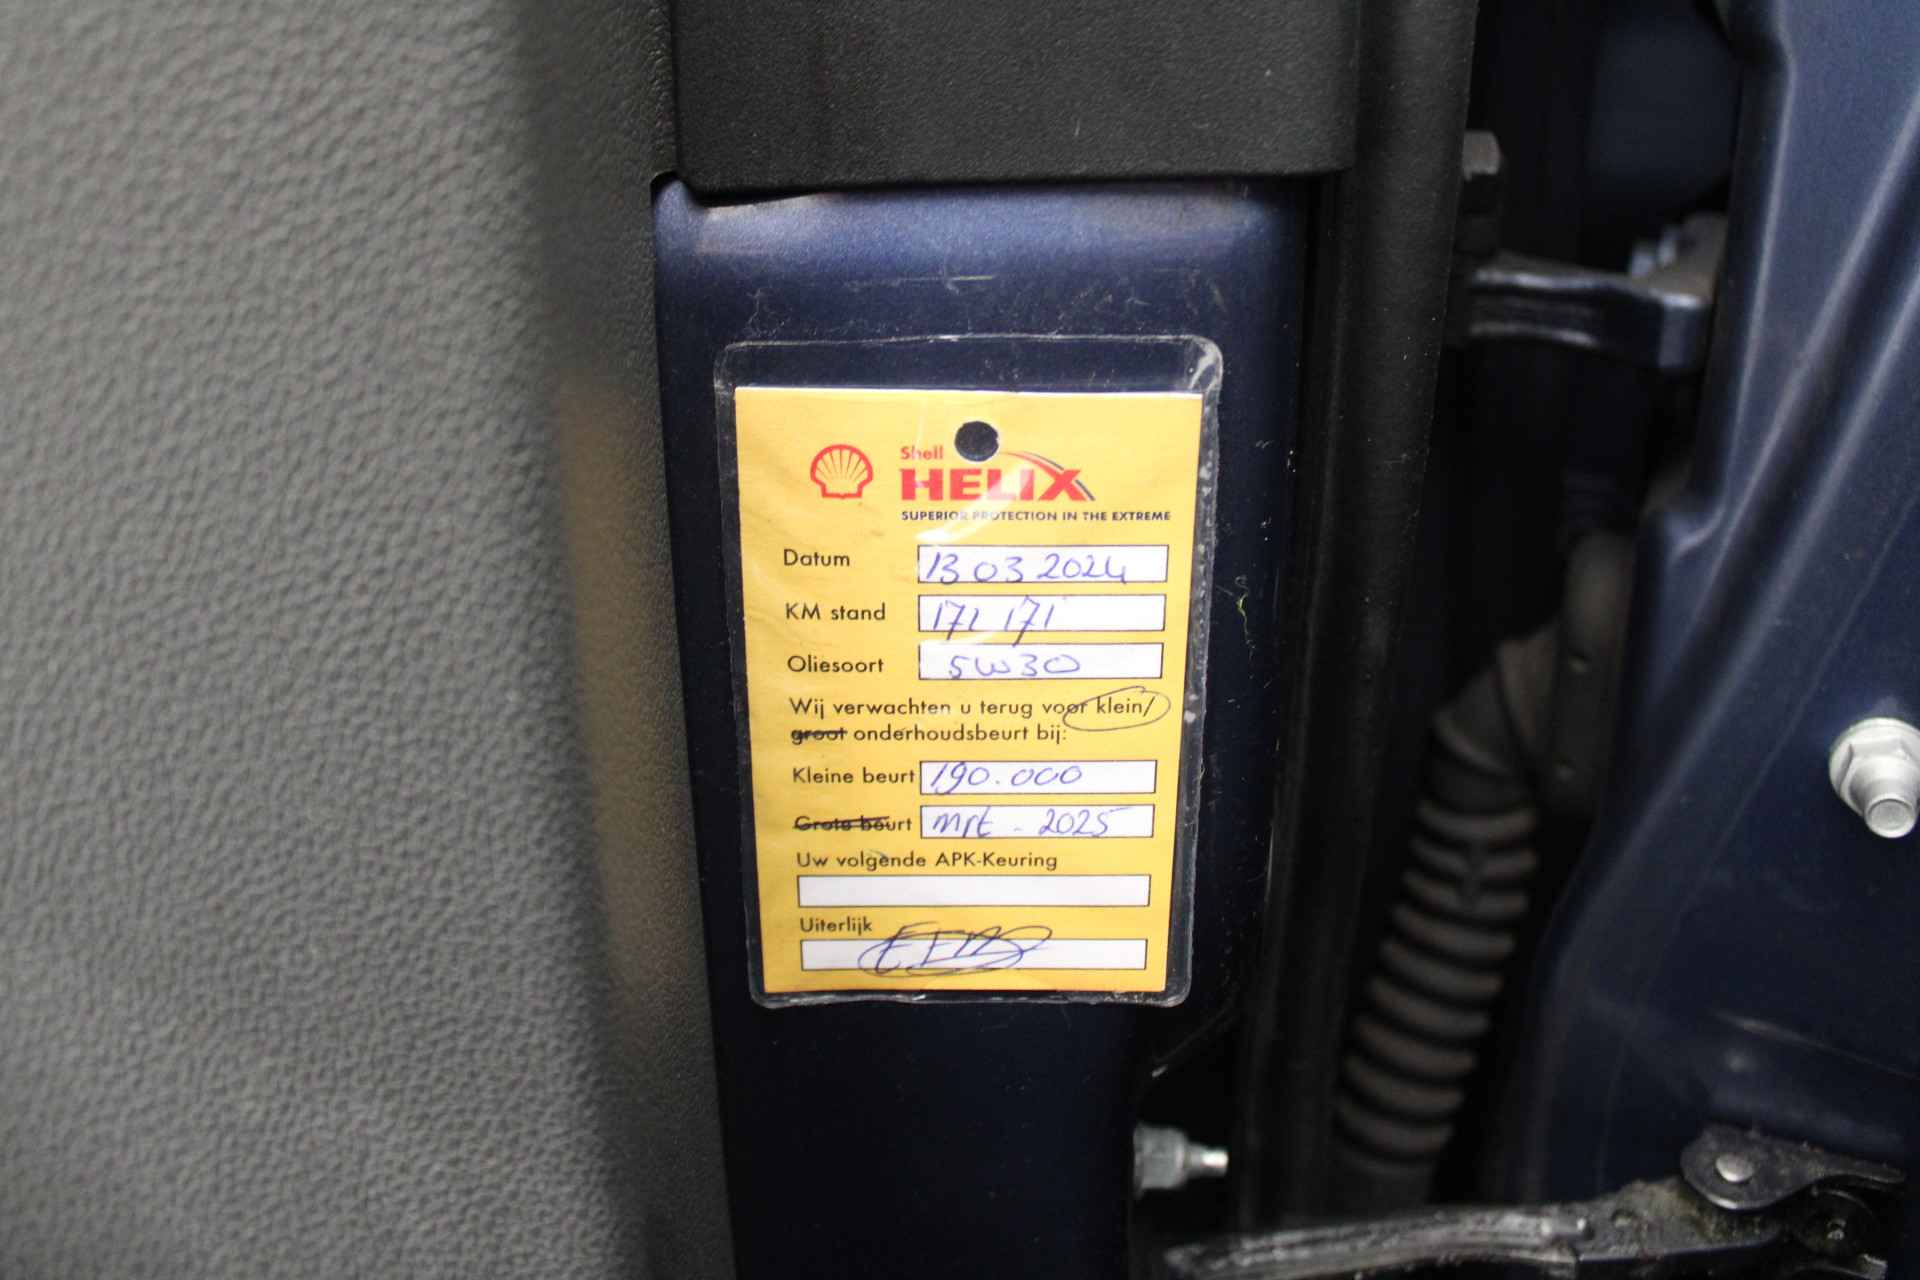 Shell
HELIX
SUPERIOR PROTECTION IN THE EXTREME
Datum 13 03 2024
KM stand 171 171
Oliesoort 5W30
Wij verwachten u terug voor klein/
groot onderhoudsbeurt bij:
Kleine beurt 190.000
Grote beurt mrt - 2025
Uw volgende APK-Keuring
Uiterlijk